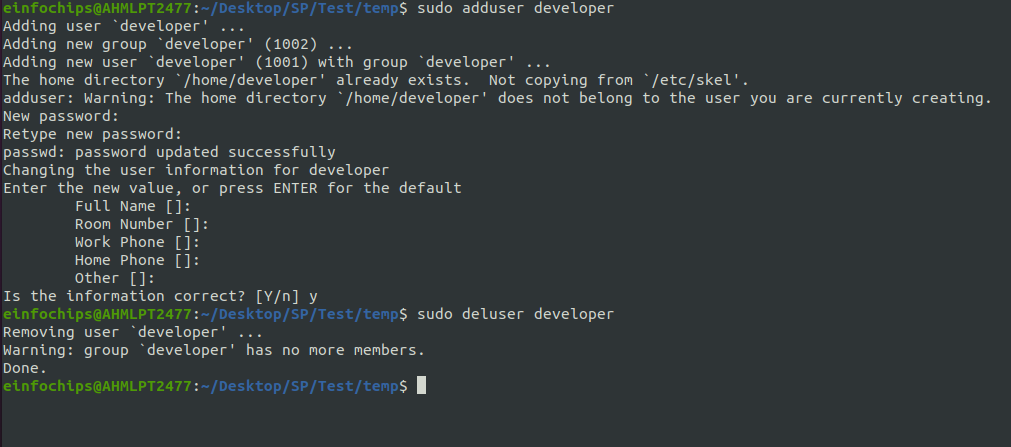 einfochips@AHMLPT2477:~/Desktop/SP/Test/temp$ sudo adduser developer
Adding user `developer' ...
Adding new group `developer' (1002) ...
Adding new user `developer' (1001) with group `developer' ...
The home directory `/home/developer' already exists.  Not copying from `/etc/skel'.
adduser: Warning: The home directory `/home/developer' does not belong to the user you are currently creating.
New password:
Retype new password:
passwd: password updated successfully
Changing the user information for developer
Enter the new value, or press ENTER for the default
        Full Name []:
        Room Number []:
        Work Phone []:
        Home Phone []:
        Other []:
Is the information correct? [Y/n] y
einfochips@AHMLPT2477:~/Desktop/SP/Test/temp$ sudo deluser developer
Removing user `developer' ...
Warning: group `developer' has no more members.
Done.
einfochips@AHMLPT2477:~/Desktop/SP/Test/temp$